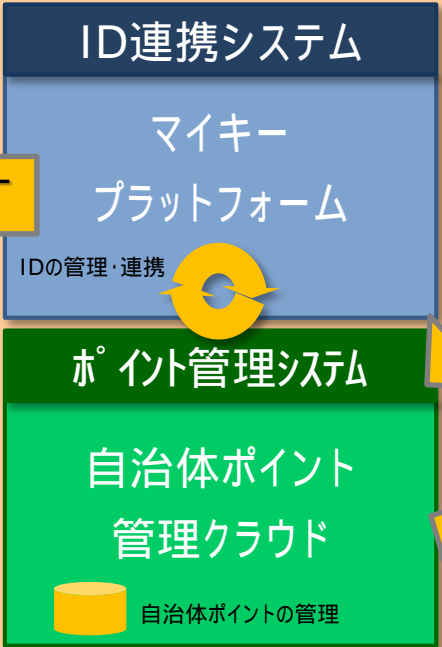 ID連携システム
マイキー
プラットフォーム
IDの管理・連携
ポイント管理システム
自治体ポイント
管理クラウド
自治体ポイントの管理